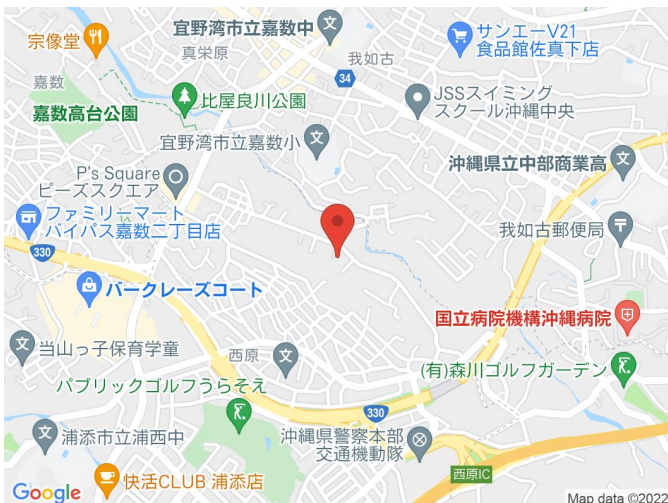 宗像堂
宜野湾市立嘉数中
真栄原
我如古
サンエーV21
食品館佐真下店
嘉数
嘉数高台公園
比屋良川公園
34
JSSスイミング
スクール沖縄中央
宜野湾市立嘉数小
沖縄県立中部商業高
P's Square
ピーズスクエア
ファミリーマート
バイパス嘉数二丁目店
我如古郵便局
330
バークレーズコート
国立病院機構沖縄病院
当山っ子保育学童
西原
(有)森川ゴルフガーデン
パブリックゴルフうらそえ
330
浦添市立浦西中
沖縄県警察本部
交通機動隊
西原IC
快活CLUB 浦添店
Google
Map data ©2022